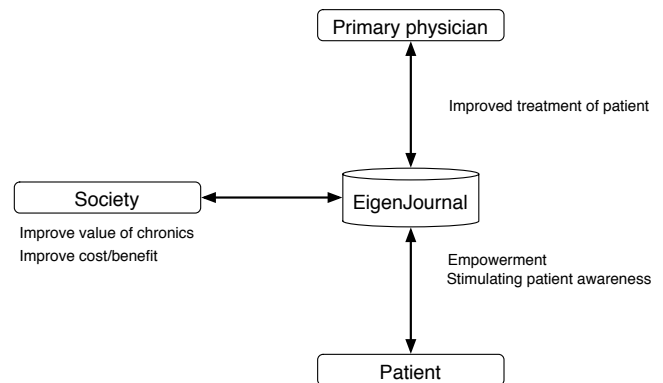 Primary physician
Improved treatment of patient
Society
EigenJournal
Improve value of chronics
Improve cost/benefit
Empowerment
Stimulating patient awareness
Patient